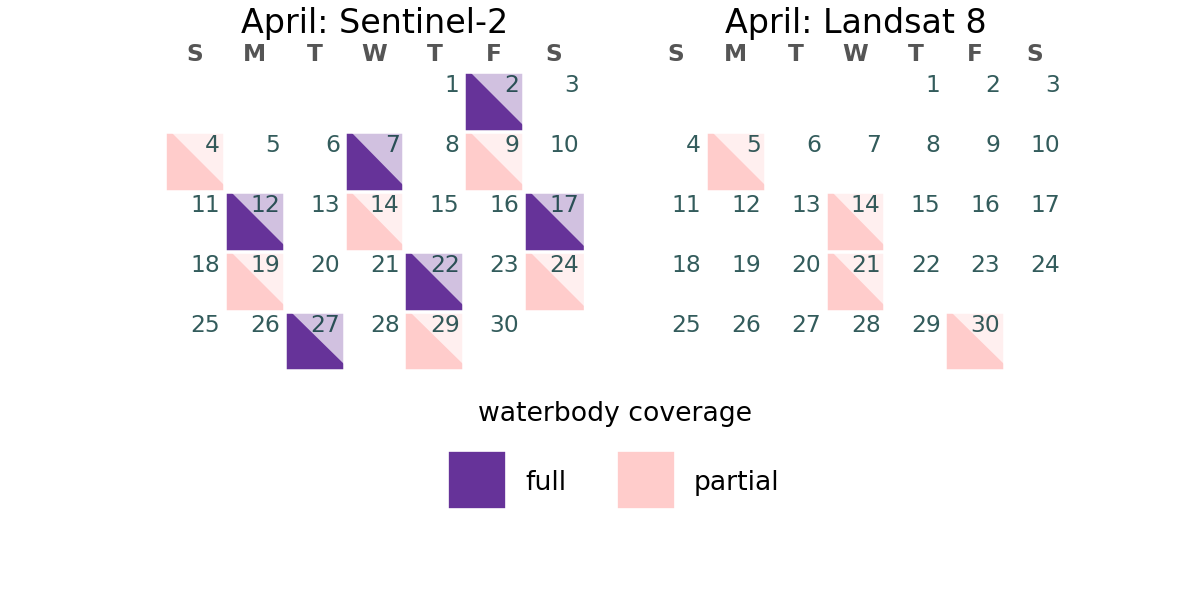 April: Sentinel-2
S M T W T F S
1 2 3
4 5 6 7 8 9 10
11 12 13 14 15 16 17
18 19 20 21 22 23 24
25 26 27 28 29 30
April: Landsat 8
S M T W T F S
1 2 3
4 5 6 7 8 9 10
11 12 13 14 15 16 17
18 19 20 21 22 23 24
25 26 27 28 29 30
waterbody coverage
full partial